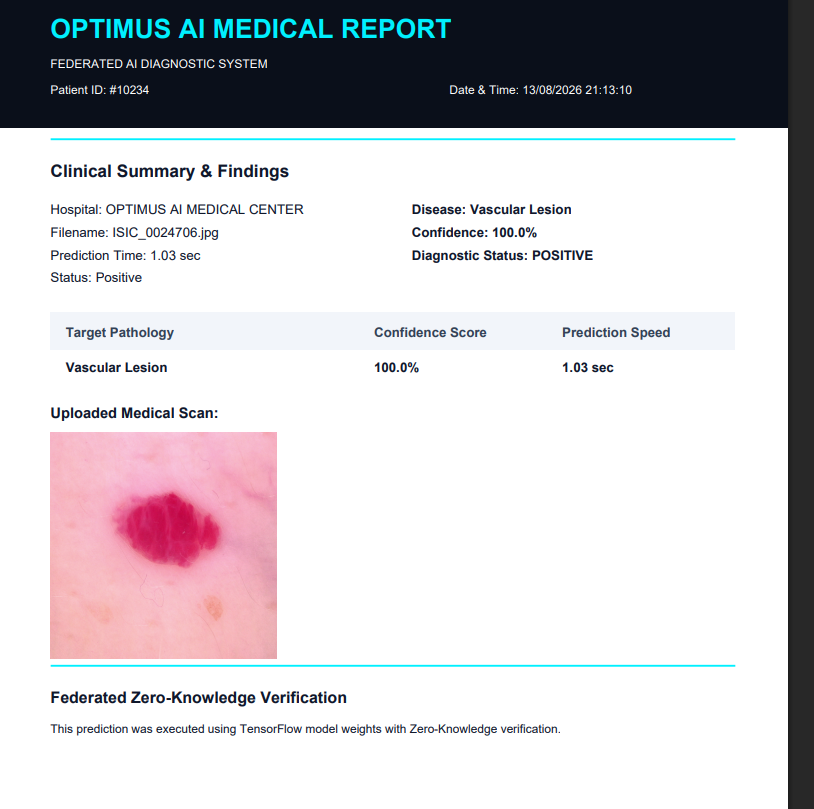 OPTIMUS AI MEDICAL REPORT
FEDERATED AI DIAGNOSTIC SYSTEM
Patient ID: #10234
Date & Time: 13/08/2026 21:13:10
Clinical Summary & Findings
Hospital: OPTIMUS AI MEDICAL CENTER
Disease: Vascular Lesion
Filename: ISIC_0024706.jpg
Confidence: 100.0%
Prediction Time: 1.03 sec
Diagnostic Status: POSITIVE
Status: Positive
Target Pathology
Confidence Score
Prediction Speed
Vascular Lesion
100.0%
1.03 sec
Uploaded Medical Scan:
Federated Zero-Knowledge Verification
This prediction was executed using TensorFlow model weights with Zero-Knowledge verification.